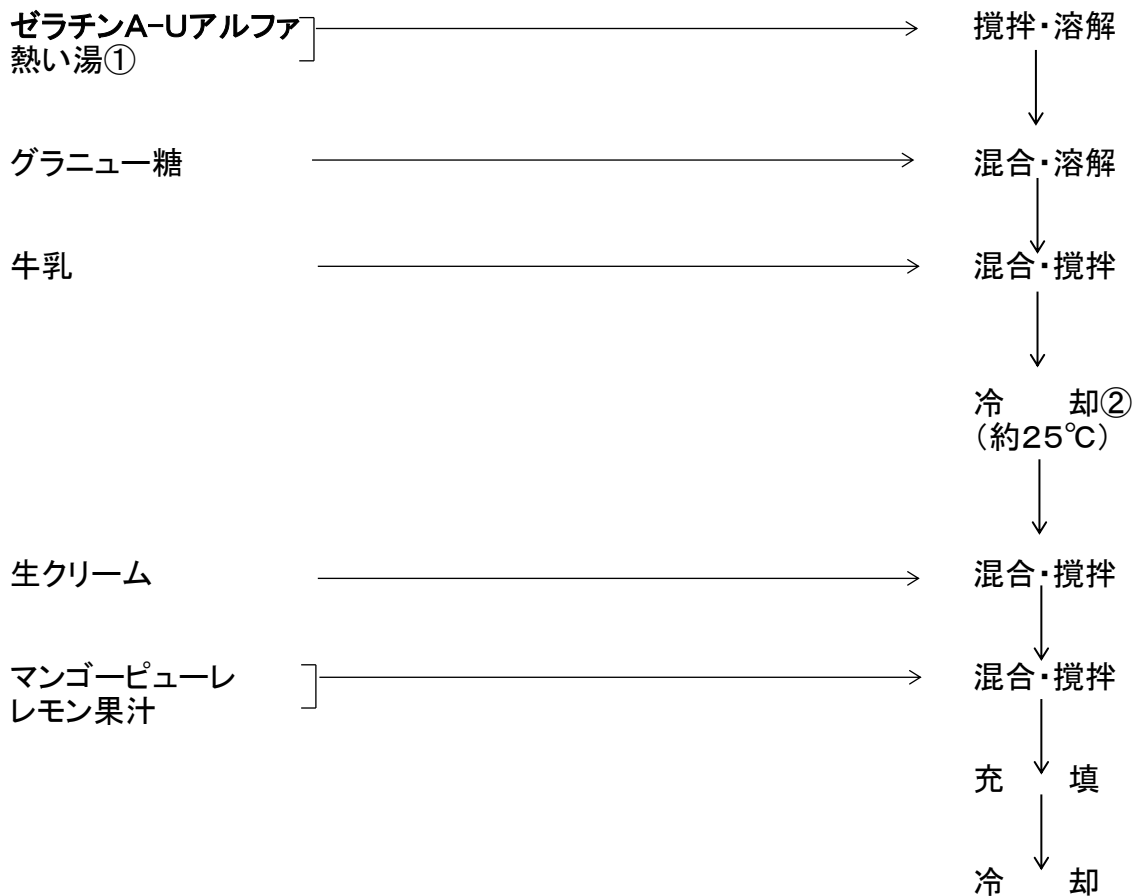 ゼラチンA-Uアルファ
熱い湯①
攪拌・溶解
グラニュー糖
混合・溶解
牛乳
混合・攪拌
冷　却②
（約25℃）
生クリーム
混合・攪拌
マンゴーピューレ
レモン果汁
混合・攪拌
充　填
冷　却